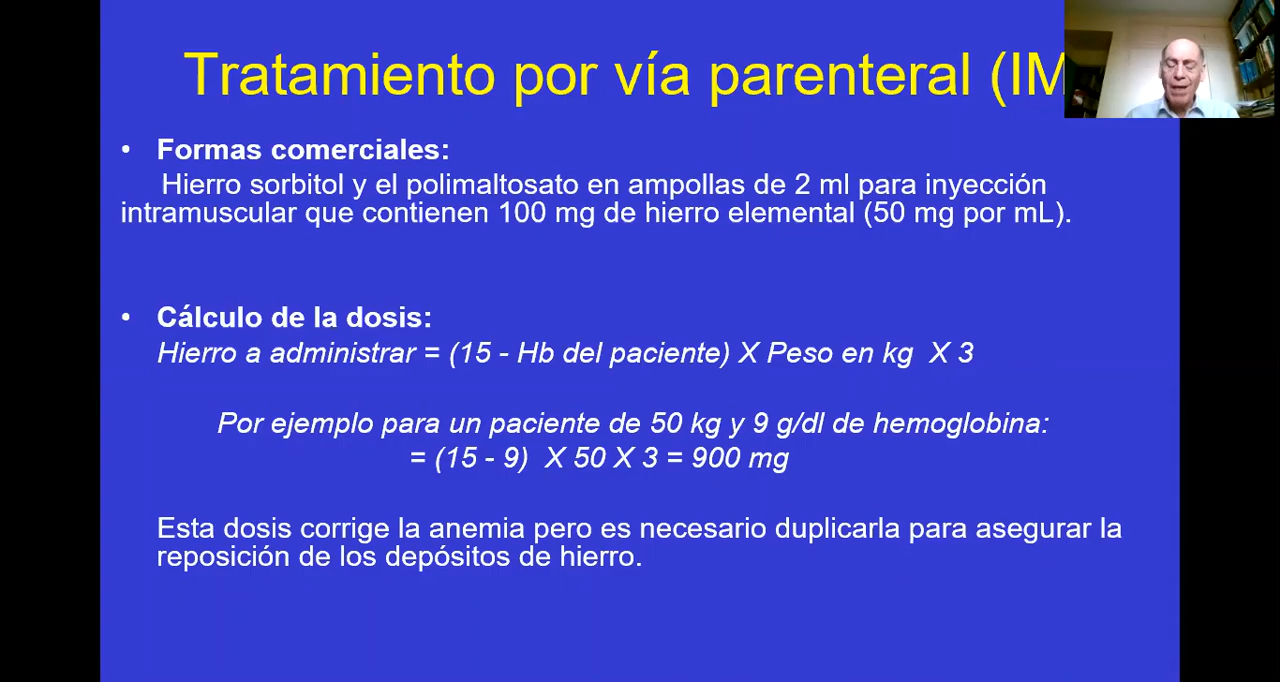 Tratamiento por vía parenteral (IM
• Formas comerciales:
Hierro sorbitol y el polimaltosato en ampollas de 2 ml para inyección
intramuscular que contienen 100 mg de hierro elemental (50 mg por mL).
• Cálculo de la dosis:
Hierro a administrar = (15 - Hb del paciente) X Peso en kg X 3
Por ejemplo para un paciente de 50 kg y 9 g/dl de hemoglobina:
= (15 - 9) X 50 X 3 = 900 mg
Esta dosis corrige la anemia pero es necesario duplicarla para asegurar la
reposición de los depósitos de hierro.